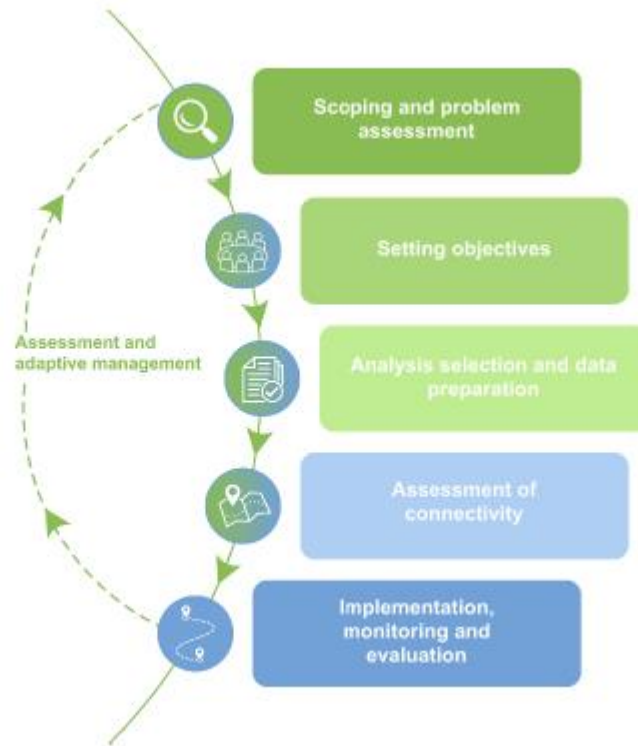 Scoping and problem
assessment
Setting objectives
Assessment and
adaptive management
Analysis selection and data
preparation
Assessment of
connectivity
Implementation,
monitoring and
evaluation